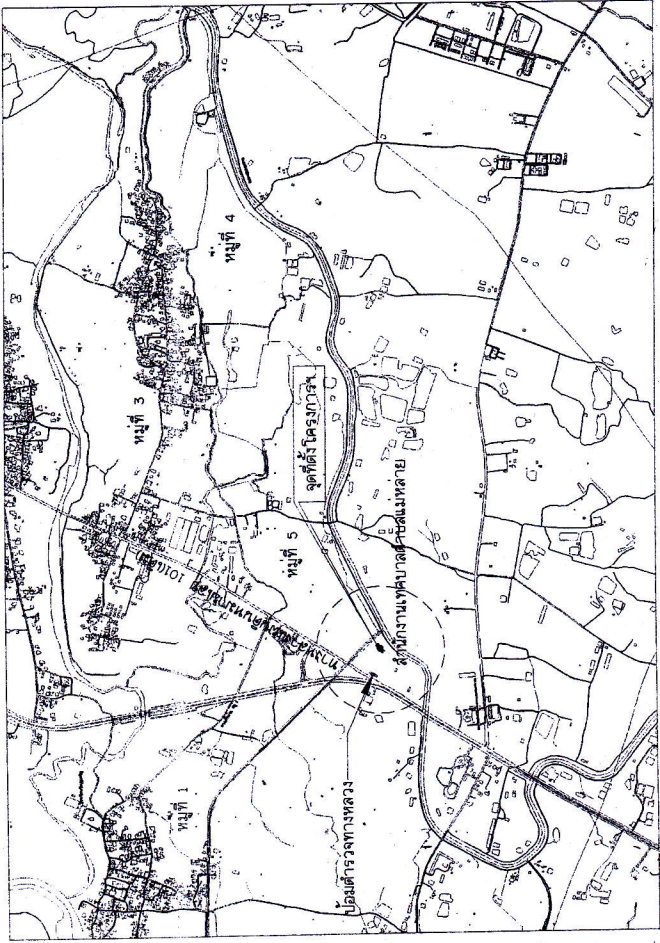 หมู่ที่ 4
หมู่ที่ 3
จุดที่ตั้งโครงการฯ
หมู่ที่ 5
สำนักงานเทศบาลตำบลแม่หล่าย
หมู่ที่ 1
ป้อมตำรวจทางหลวง